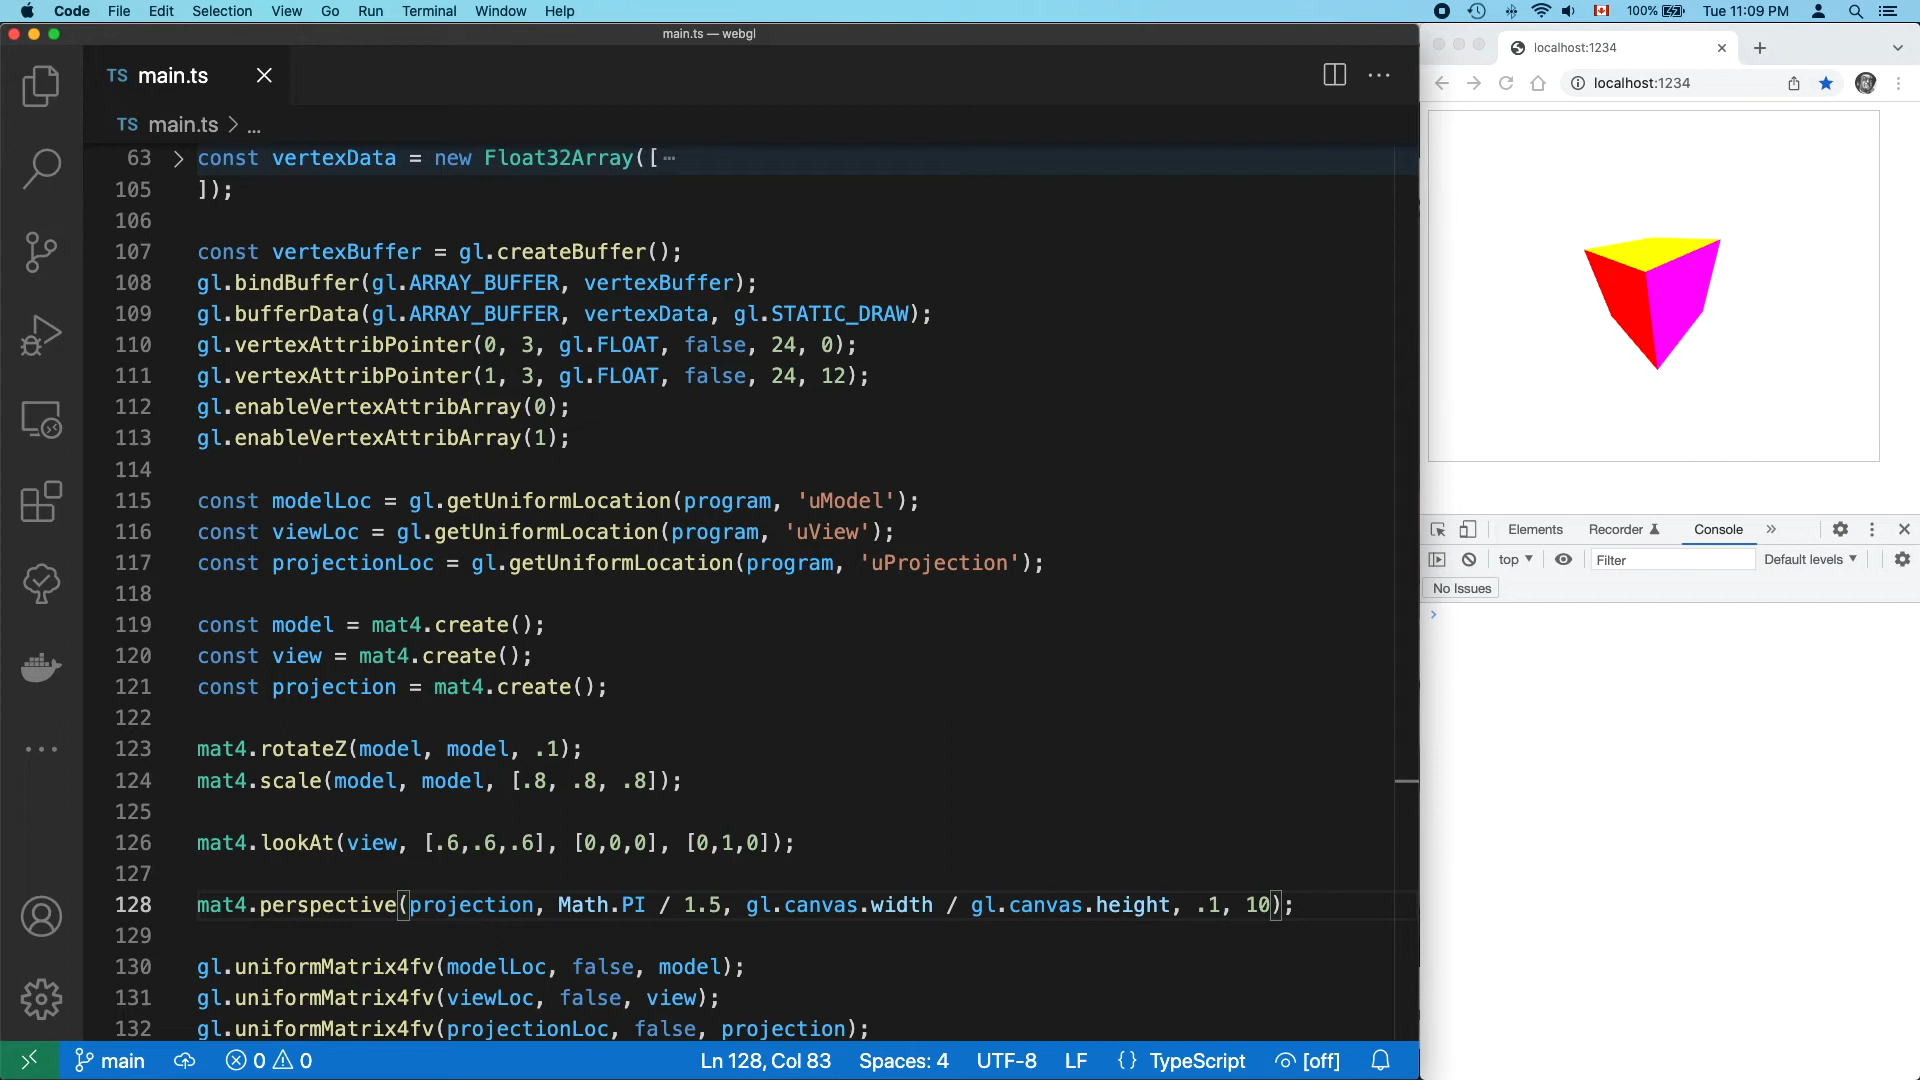 Code File Edit Selection View Go Run Terminal Window Help
100% Tue 11:09 PM
main.ts — webgl
TS main.ts
TS main.ts > ...
63 const vertexData = new Float32Array([ ⋯
105 ]);
106
107 const vertexBuffer = gl.createBuffer();
108 gl.bindBuffer(gl.ARRAY_BUFFER, vertexBuffer);
109 gl.bufferData(gl.ARRAY_BUFFER, vertexData, gl.STATIC_DRAW);
110 gl.vertexAttribPointer(0, 3, gl.FLOAT, false, 24, 0);
111 gl.vertexAttribPointer(1, 3, gl.FLOAT, false, 24, 12);
112 gl.enableVertexAttribArray(0);
113 gl.enableVertexAttribArray(1);
114
115 const modelLoc = gl.getUniformLocation(program, 'uModel');
116 const viewLoc = gl.getUniformLocation(program, 'uView');
117 const projectionLoc = gl.getUniformLocation(program, 'uProjection');
118
119 const model = mat4.create();
120 const view = mat4.create();
121 const projection = mat4.create();
122
123 mat4.rotateZ(model, model, .1);
124 mat4.scale(model, model, [.8, .8, .8]);
125
126 mat4.lookAt(view, [.6,.6,.6], [0,0,0], [0,1,0]);
127
128 mat4.perspective(projection, Math.PI / 1.5, gl.canvas.width / gl.canvas.height, .1, 10);
129
130 gl.uniformMatrix4fv(modelLoc, false, model);
131 gl.uniformMatrix4fv(viewLoc, false, view);
132 gl.uniformMatrix4fv(projectionLoc, false, projection);
main 0 0 Ln 128, Col 83 Spaces: 4 UTF-8 LF {} TypeScript [off]
localhost:1234
localhost:1234
Elements Recorder Console
top Filter Default levels
No Issues